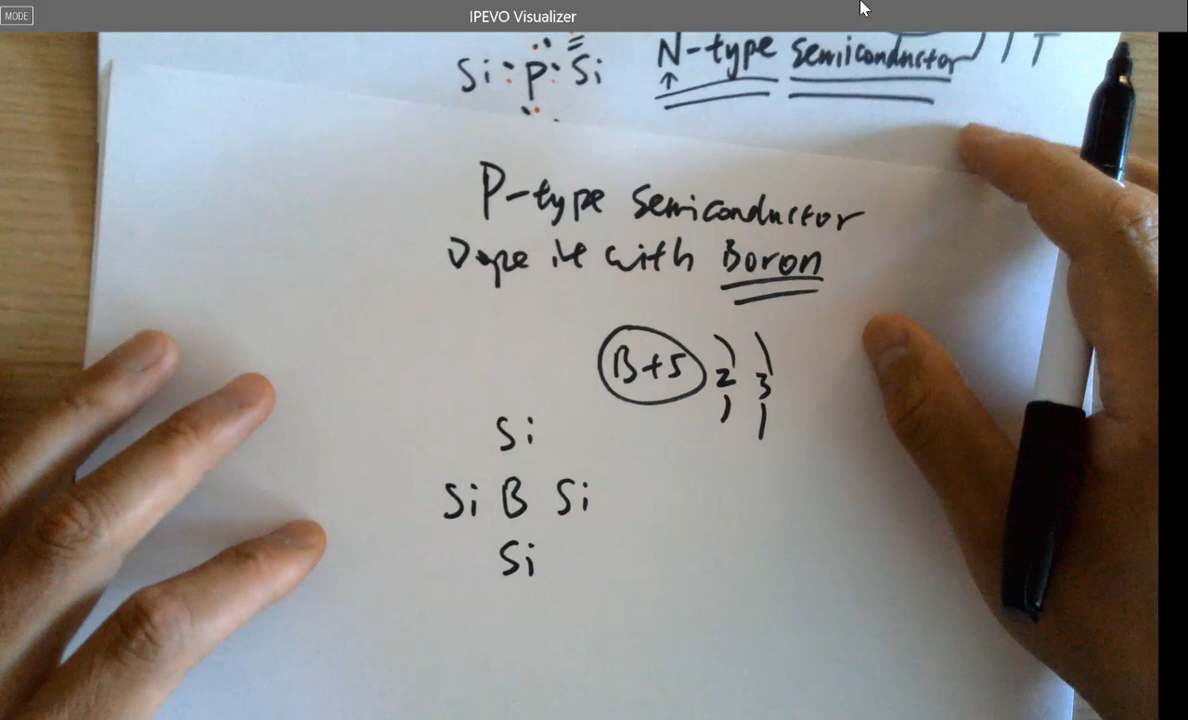 MODE
IPEVO Visualizer
Si P Si
N-type Semiconductor
P-type Semiconductor
Dope it with Boron
B+5 2 3
Si
Si B Si
Si